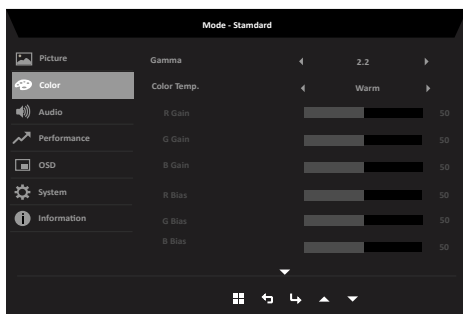 Mode - Standard
Picture
Gamma 2.2
Color
Color Temp. Warm
Audio
R Gain 50
Performance
G Gain 50
OSD
B Gain 50
System
R Bias 50
Information
G Bias 50
B Bias 50